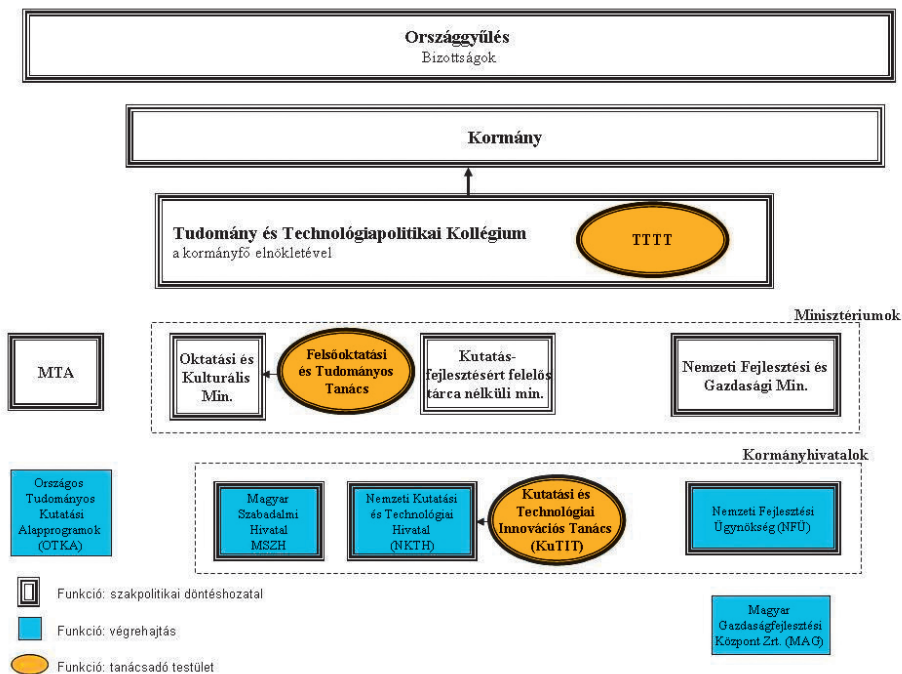 Országgyűlés
Bizottságok
Kormány
Tudomány és Technológiapolitikai Kollégium
a kormányfő elnökletével
TTTT
Minisztériumok
MTA
Oktatási és
Kulturális
Min.
Felsőoktatási
és Tudományos
Tanács
Kutatás-
fejlesztésért felelős
tárca nélküli min.
Nemzeti Fejlesztési és
Gazdasági Min.
Kormányhivatalok
Országos
Tudományos
Kutatási
Alapprogramok
(OTKA)
Magyar
Szabadalmi
Hivatal
MSZH
Nemzeti Kutatási
és Technológiai
Hivatal
(NKTH)
Kutatási és
Technológiai
Innovációs Tanács
(KuTIT)
Nemzeti Fejlesztési
Ügynökség (NFÜ)
Magyar
Gazdaságfejlesztési
Központ Zrt. (MAG)
Funkció: szakpolitikai döntéshozatal
Funkció: végrehajtás
Funkció: tanácsadó testület